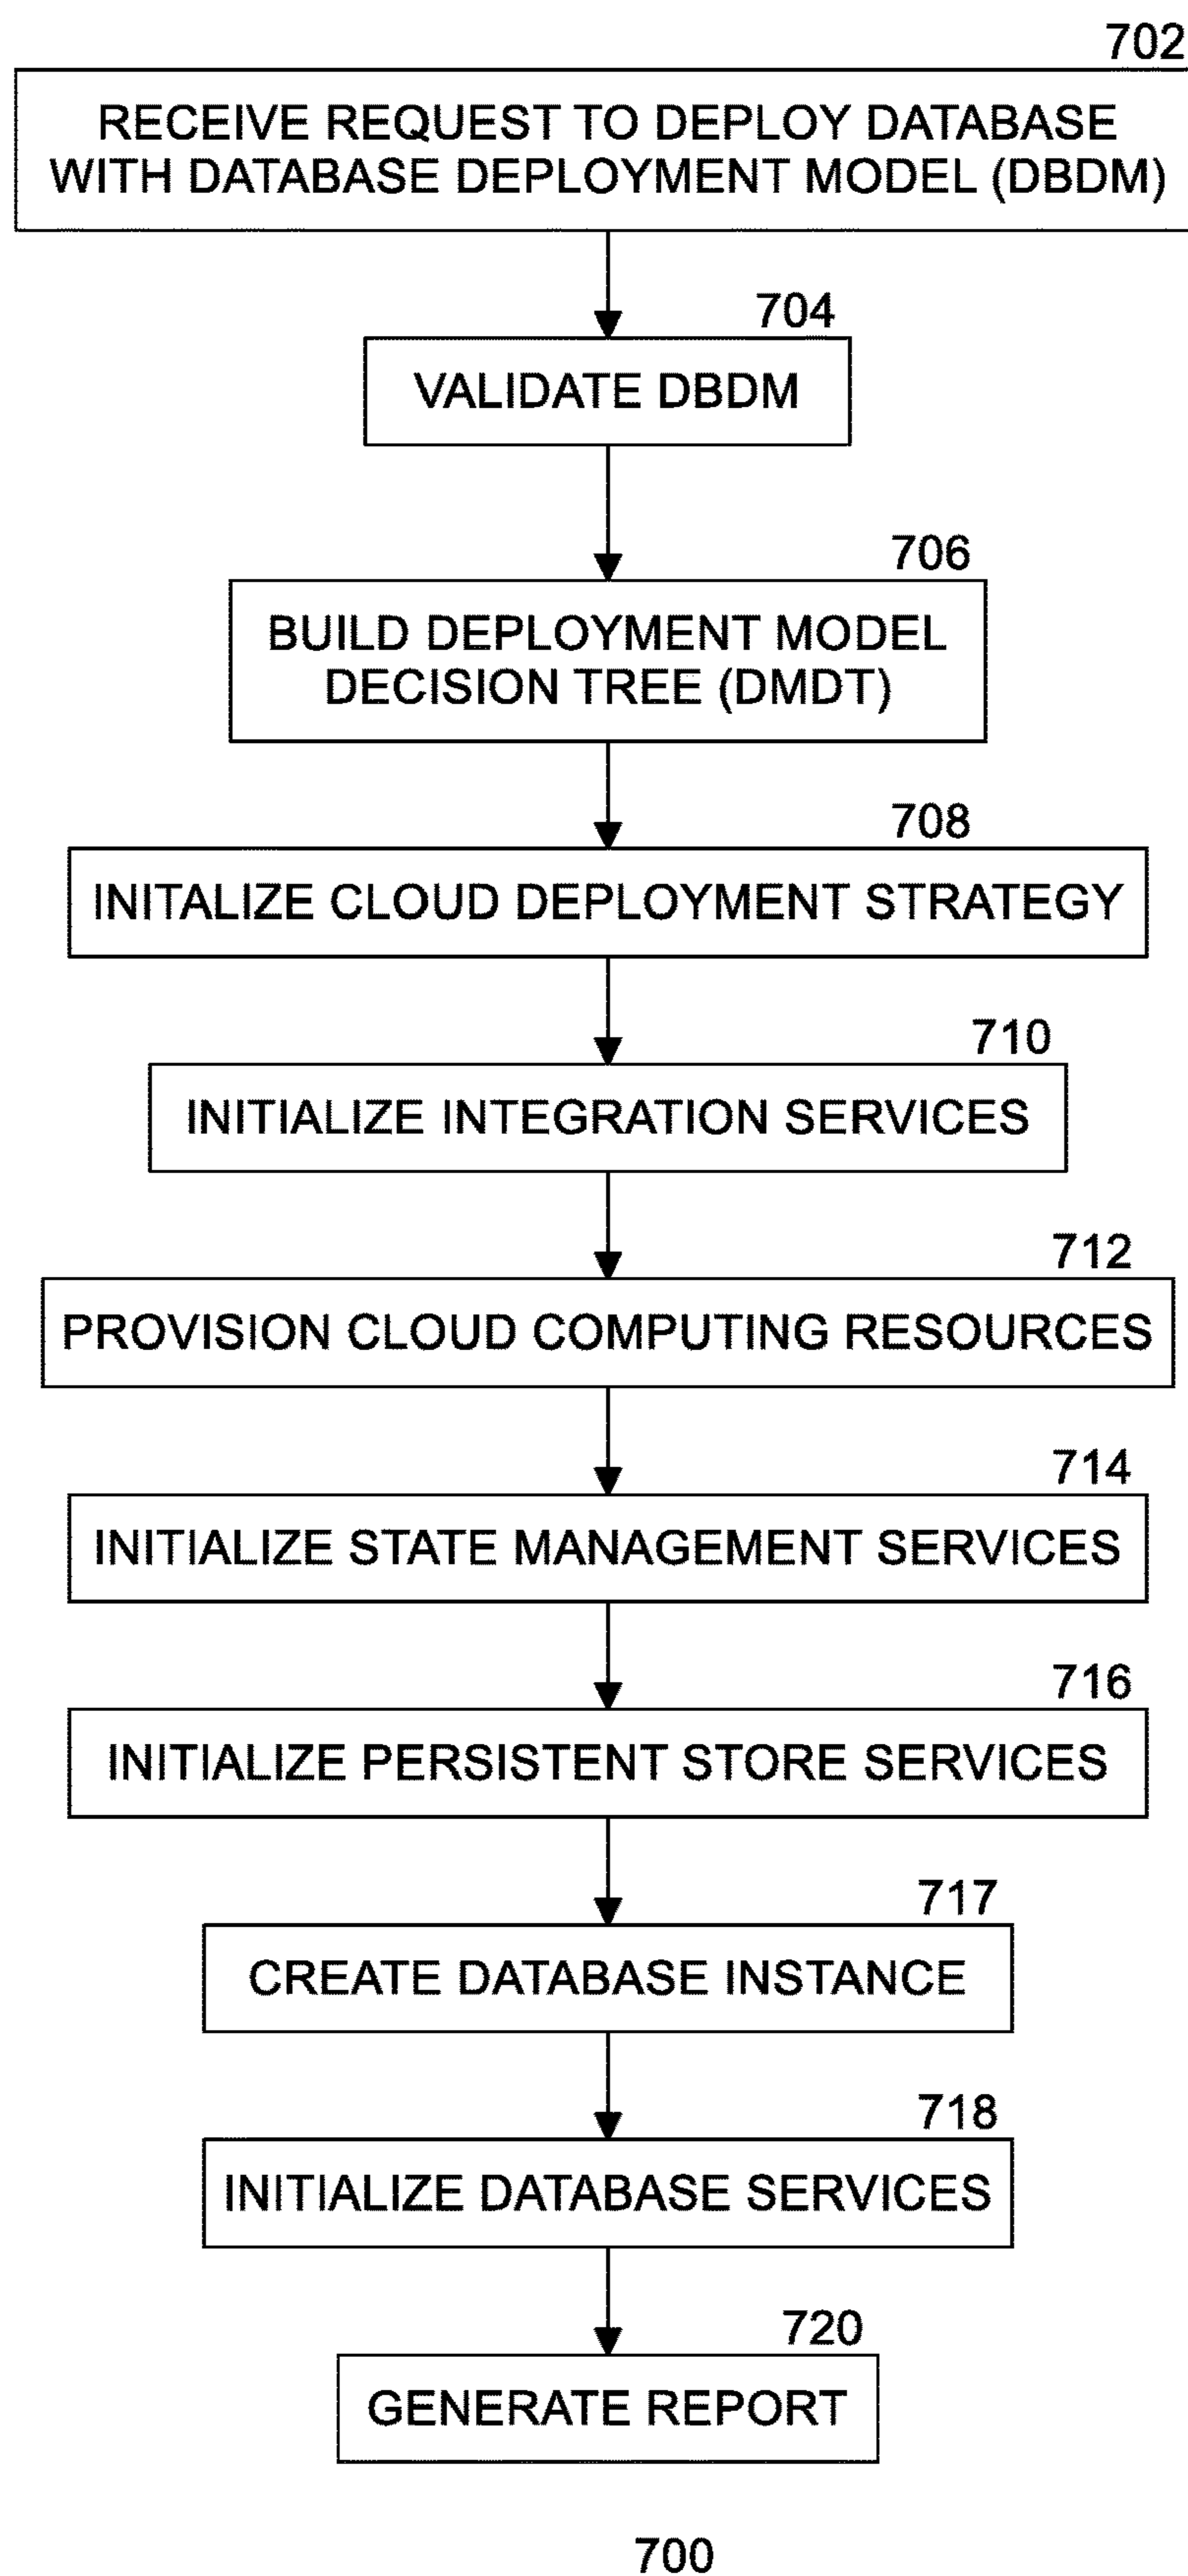 702
RECEIVE REQUEST TO DEPLOY DATABASE
WITH DATABASE DEPLOYMENT MODEL (DBDM)
704
VALIDATE DBDM
706
BUILD DEPLOYMENT MODEL
DECISION TREE (DMDT)
708
INITALIZE CLOUD DEPLOYMENT STRATEGY
710
INITIALIZE INTEGRATION SERVICES
712
PROVISION CLOUD COMPUTING RESOURCES
714
INITIALIZE STATE MANAGEMENT SERVICES
716
INITIALIZE PERSISTENT STORE SERVICES
717
CREATE DATABASE INSTANCE
718
INITIALIZE DATABASE SERVICES
720
GENERATE REPORT
700